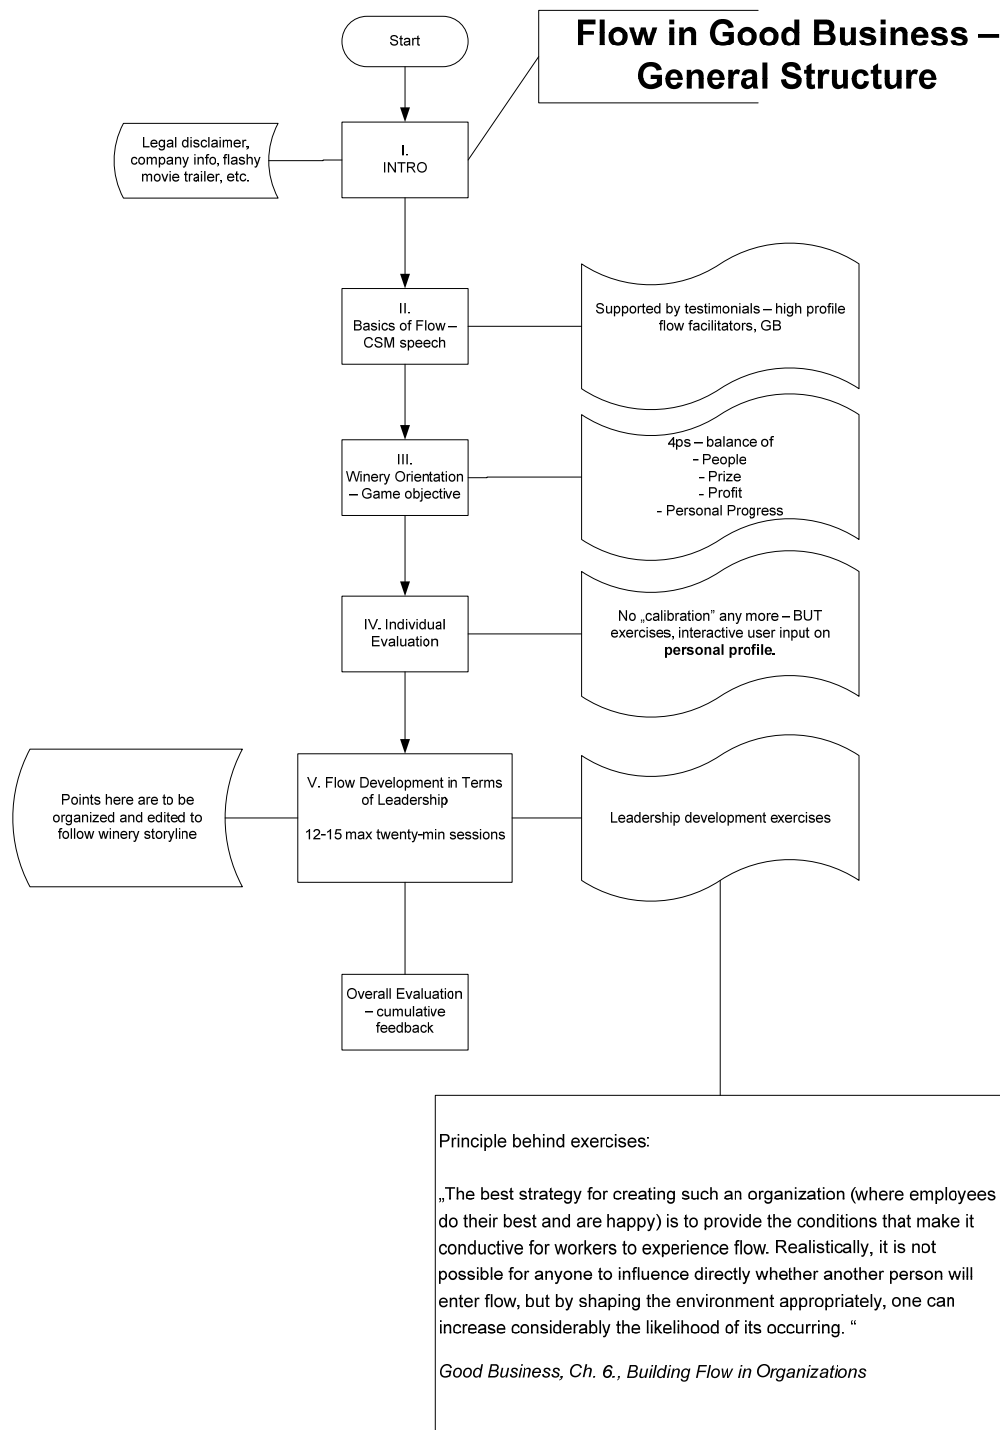 Flow in Good Business –
General Structure
Start
Legal disclaimer,
company info, flashy
movie trailer, etc.
I.
INTRO
II.
Basics of Flow –
CSM speech
Supported by testimonials – high profile
flow facilitators, GB
III.
Winery Orientation
– Game objective
4ps – balance of
- People
- Prize
- Profit
- Personal Progress
IV. Individual
Evaluation
No „calibration” any more – BUT
exercises, interactive user input on
personal profile.
Points here are to be
organized and edited to
follow winery storyline
V. Flow Development in Terms
of Leadership
12-15 max twenty-min sessions
Leadership development exercises
Overall Evaluation
– cumulative
feedback
Principle behind exercises:
„The best strategy for creating such an organization (where employees
do their best and are happy) is to provide the conditions that make it
conductive for workers to experience flow. Realistically, it is not
possible for anyone to influence directly whether another person will
enter flow, but by shaping the environment appropriately, one can
increase considerably the likelihood of its occurring. “
Good Business, Ch. 6., Building Flow in Organizations